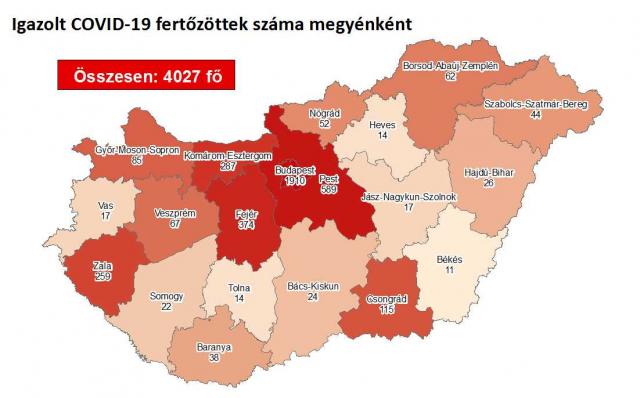 Igazolt COVID-19 fertőzöttek száma megyénként
Összesen: 4027 fő
Borsod-Abaúj-Zemplén
62
Szabolcs-Szatmár-Bereg
44
Nógrád
52
Heves
14
Győr-Moson-Sopron
85
Komárom-Esztergom
287
Budapest
1910
Pest
589
Hajdú-Bihar
26
Jász-Nagykun-Szolnok
17
Vas
17
Veszprém
67
Fejér
374
Zala
259
Somogy
22
Tolna
14
Bács-Kiskun
24
Békés
11
Csongrád
115
Baranya
38